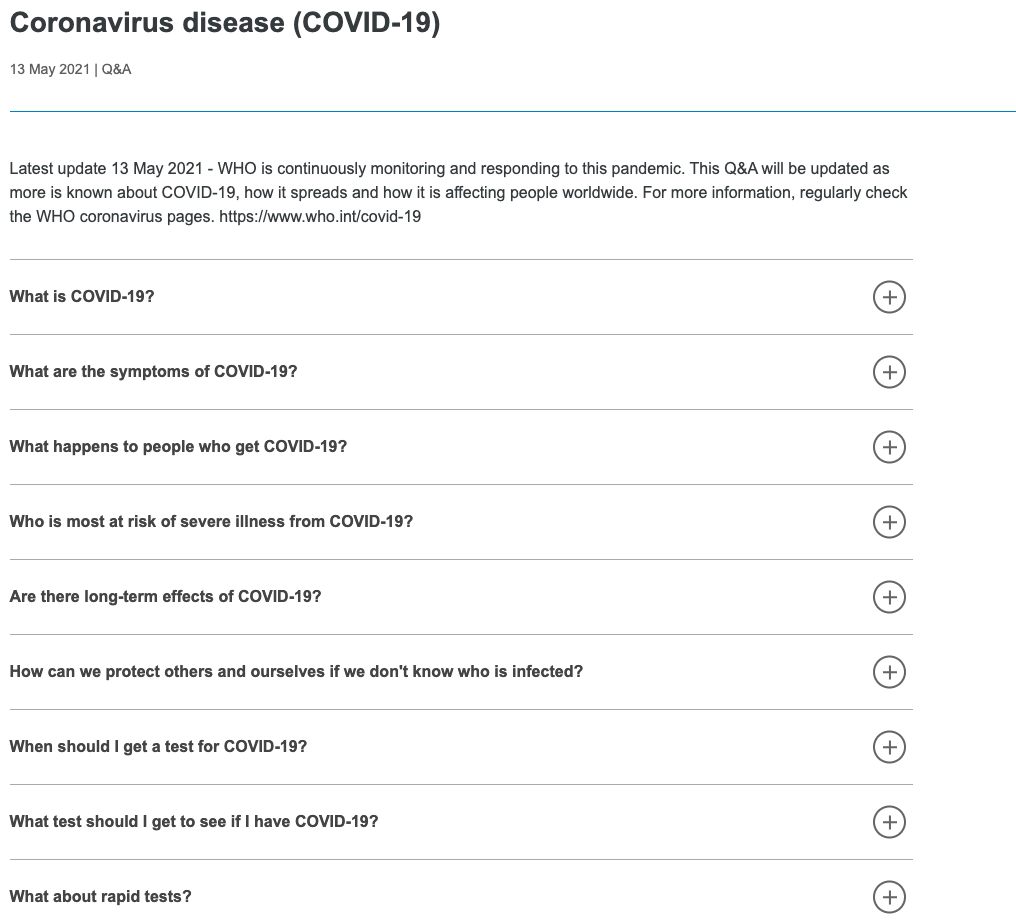 Coronavirus disease (COVID-19)
13 May 2021 | Q&A
Latest update 13 May 2021 - WHO is continuously monitoring and responding to this pandemic. This Q&A will be updated as
more is known about COVID-19, how it spreads and how it is affecting people worldwide. For more information, regularly check
the WHO coronavirus pages. https://www.who.int/covid-19
What is COVID-19?
What are the symptoms of COVID-19?
What happens to people who get COVID-19?
Who is most at risk of severe illness from COVID-19?
Are there long-term effects of COVID-19?
How can we protect others and ourselves if we don't know who is infected?
When should I get a test for COVID-19?
What test should I get to see if I have COVID-19?
What about rapid tests?